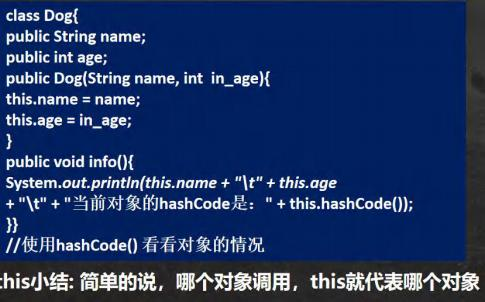 class Dog{
public String name;
public int age;
public Dog(String name, int  in_age){
this.name = name;
this.age = in_age;
}
public void info(){
System.out.println(this.name + "\t" + this.age
+ "\t" + "当前对象的hashCode是：" + this.hashCode());
}}
//使用hashCode() 看看对象的情况
this小结: 简单的说，哪个对象调用，this就代表哪个对象